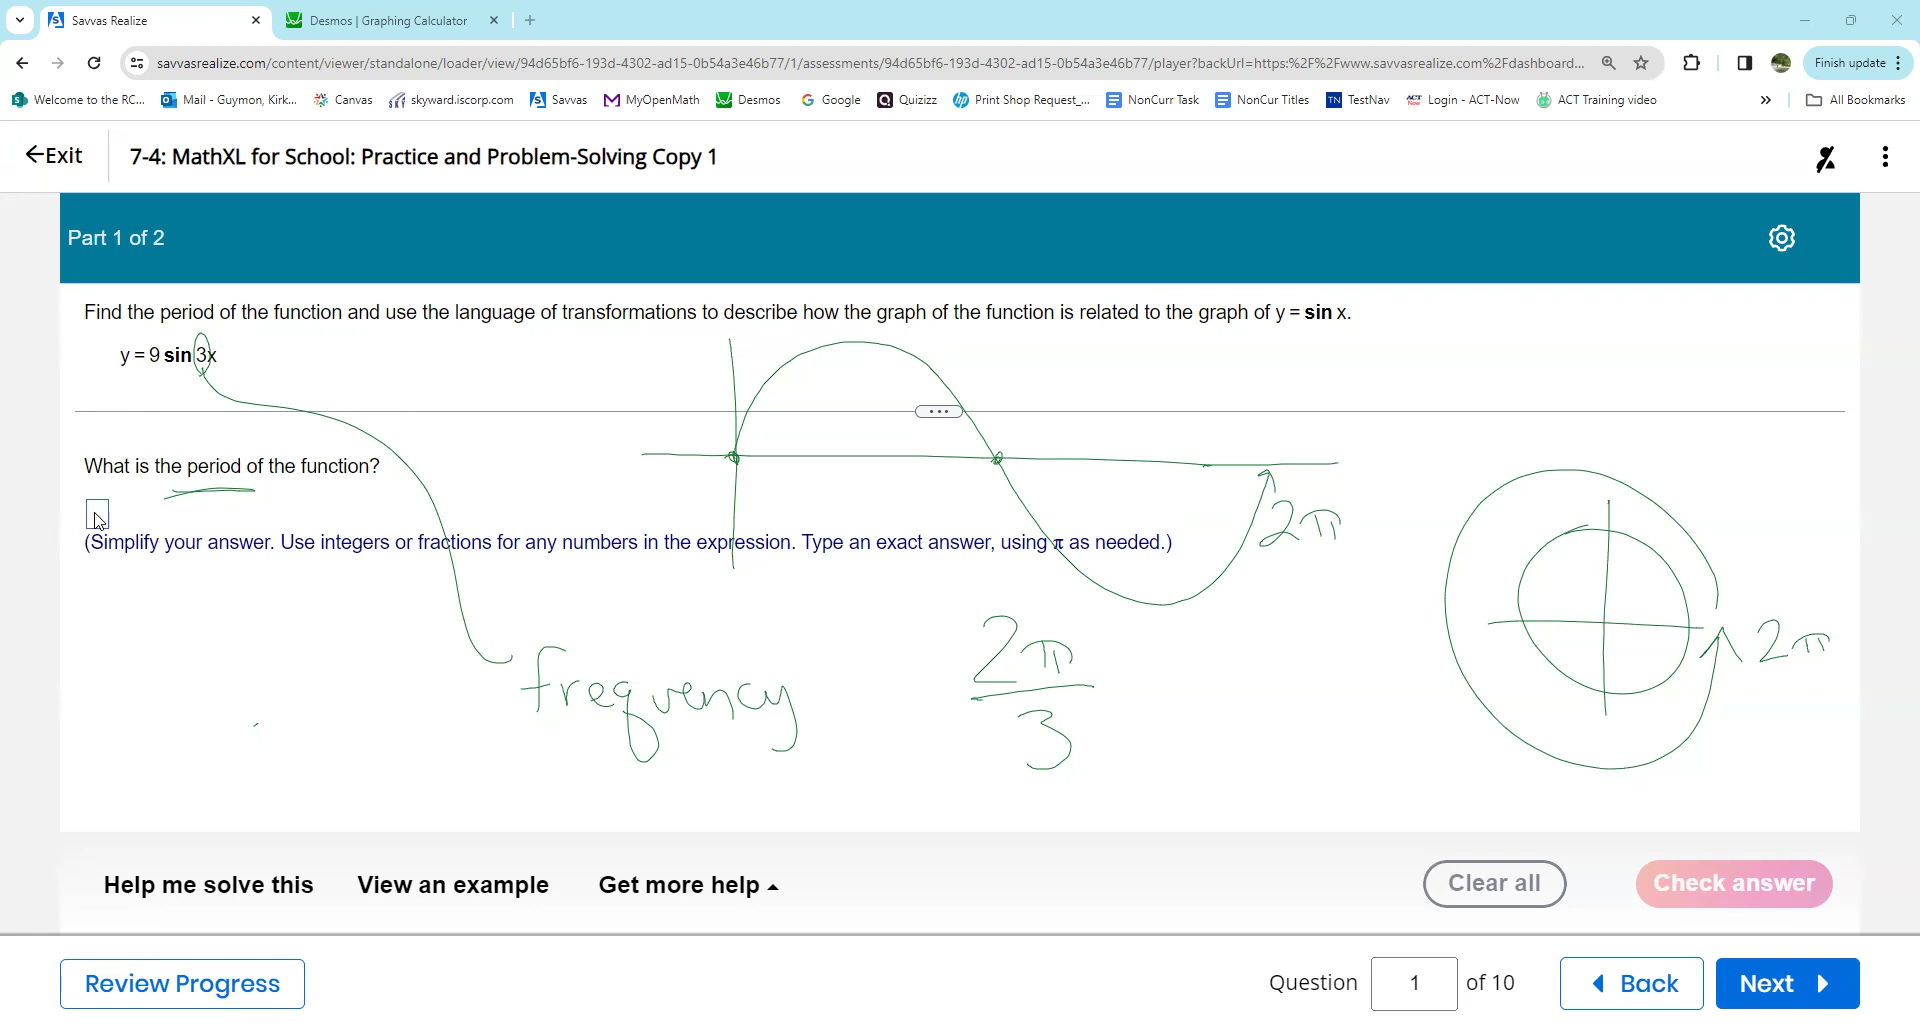 Savvas Realize
Desmos | Graphing Calculator
savvasrealize.com/content/viewer/standalone/loader/view/94d65bf6-193d-4302-ad15-0b54a3e46b77/1/assessments/94d65bf6-193d-4302-ad15-0b54a3e46b77/player?backUrl=https:%2F%2Fwww.savvasrealize.com%2Fdashboard...
Finish update
Welcome to the RC... Mail - Guymon, Kirk... Canvas skyward.iscorp.com Savvas MyOpenMath Desmos Google Quizizz Print Shop Request_... NonCurr Task NonCur Titles TestNav Login - ACT-Now ACT Training video » All Bookmarks
Exit
7-4: MathXL for School: Practice and Problem-Solving Copy 1
Part 1 of 2
Find the period of the function and use the language of transformations to describe how the graph of the function is related to the graph of y = sin x.
y = 9 sin 3x
What is the period of the function?
2π
(Simplify your answer. Use integers or fractions for any numbers in the expression. Type an exact answer, using π as needed.)
2π
frequency
2π
3
Help me solve this View an example Get more help
Clear all
Check answer
Review Progress
Question 1 of 10
Back
Next